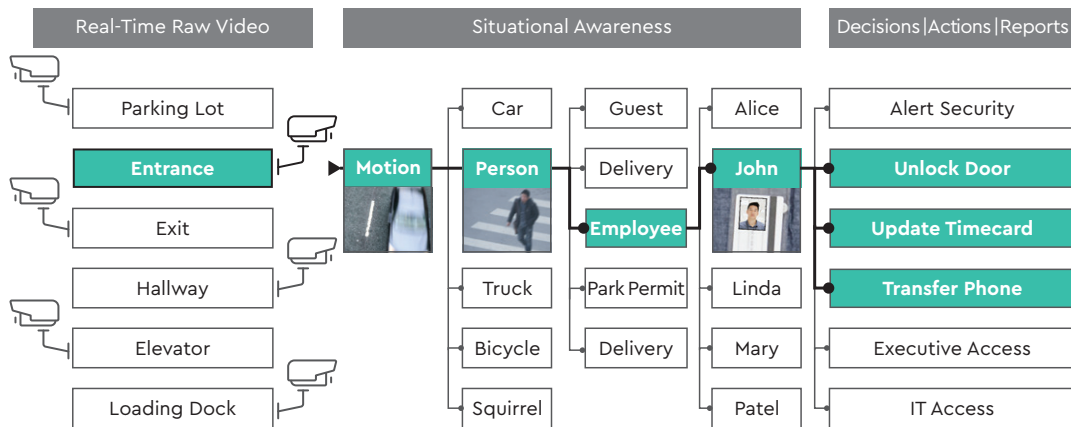 Real-Time Raw Video
Situational Awareness
Decisions|Actions|Reports
Parking Lot
Entrance
Exit
Hallway
Elevator
Loading Dock
Motion
Car
Person
Truck
Bicycle
Squirrel
Guest
Delivery
Employee
Park Permit
Delivery
Alice
John
Linda
Mary
Patel
Alert Security
Unlock Door
Update Timecard
Transfer Phone
Executive Access
IT Access